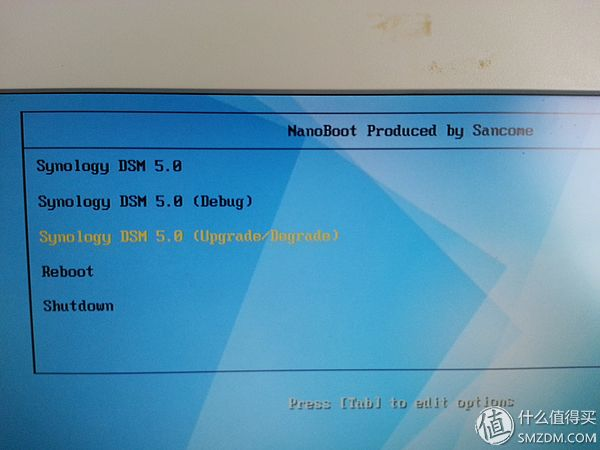 NanoBoot Produced by Sancome
Synology DSM 5.0
Synology DSM 5.0 (Debug)
Synology DSM 5.0 (Upgrade/Degrade)
Reboot
Shutdown
Press [Tab] to edit options
值 什么值得买
SMZDM.COM